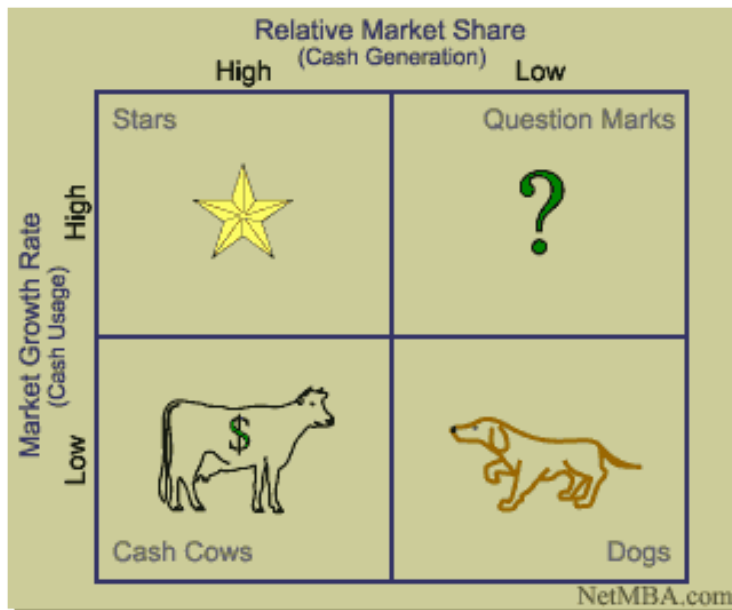 Relative Market Share
(Cash Generation)
High
Low
Stars
Question Marks
?
Market Growth Rate
(Cash Usage)
High
Low
$
Cash Cows
Dogs
NetMBA.com